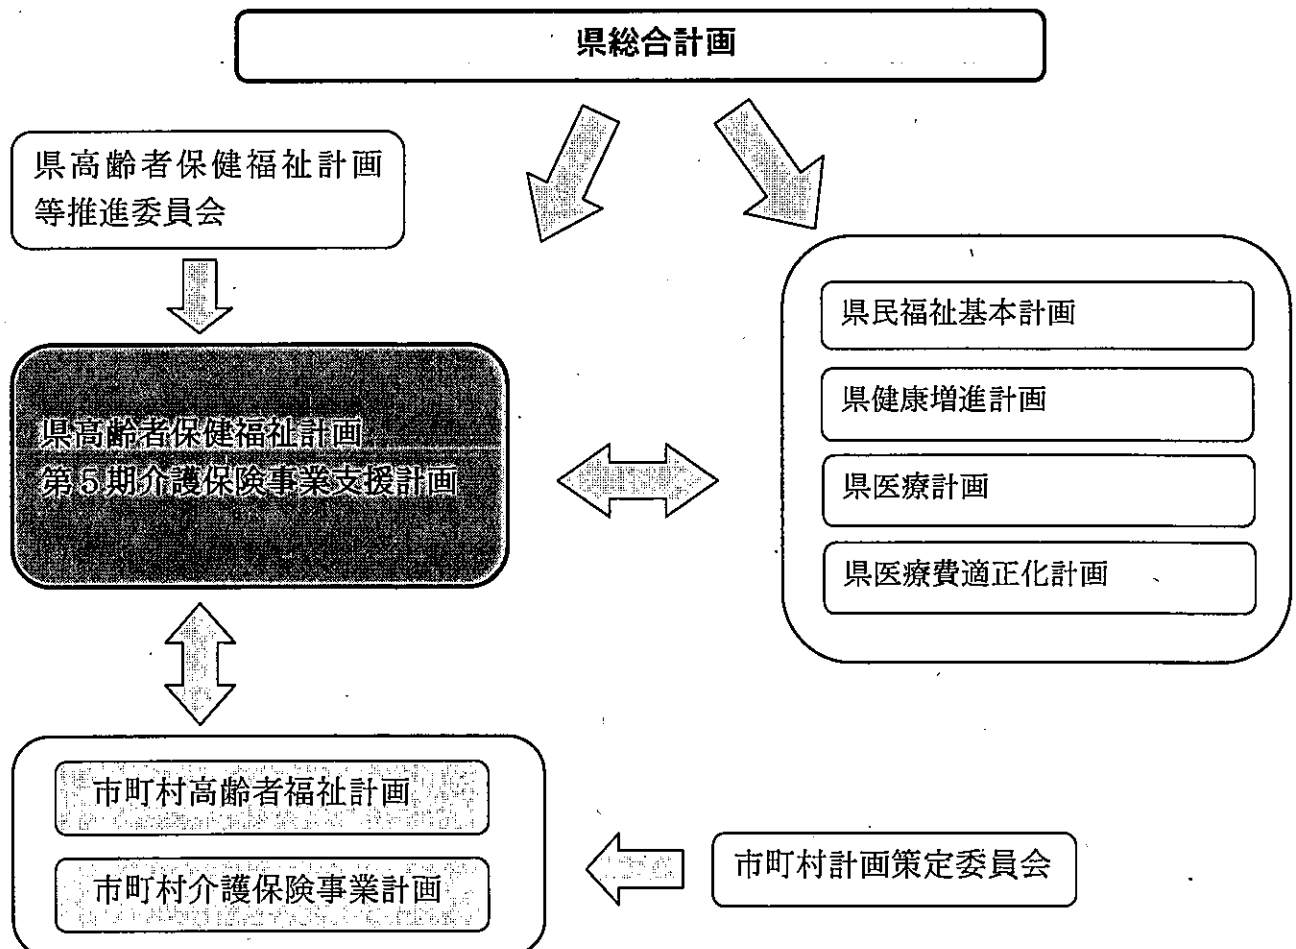 県総合計画
県高齢者保健福祉計画
等推進委員会
県民福祉基本計画
県健康増進計画
県医療計画
県医療費適正化計画
県高齢者保健福祉計画
第5期介護保険事業支援計画
市町村高齢者福祉計画
市町村介護保険事業計画
市町村計画策定委員会